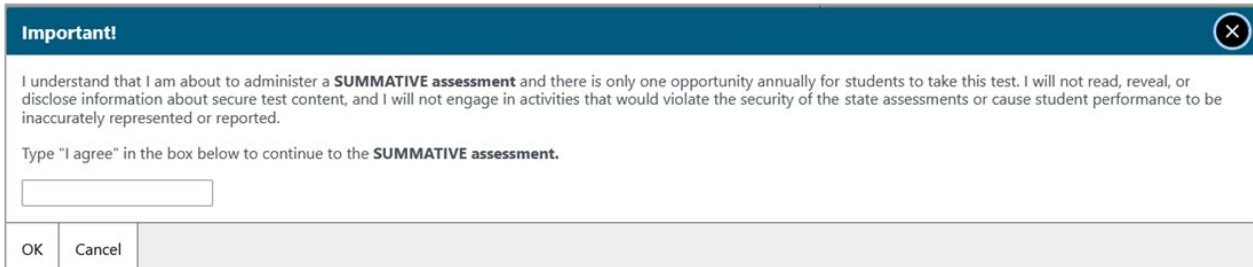 Important!
I understand that I am about to administer a SUMMATIVE assessment and there is only one opportunity annually for students to take this test. I will not read, reveal, or
disclose information about secure test content, and I will not engage in activities that would violate the security of the state assessments or cause student performance to be
inaccurately represented or reported.
Type "I agree" in the box below to continue to the SUMMATIVE assessment.
OK Cancel